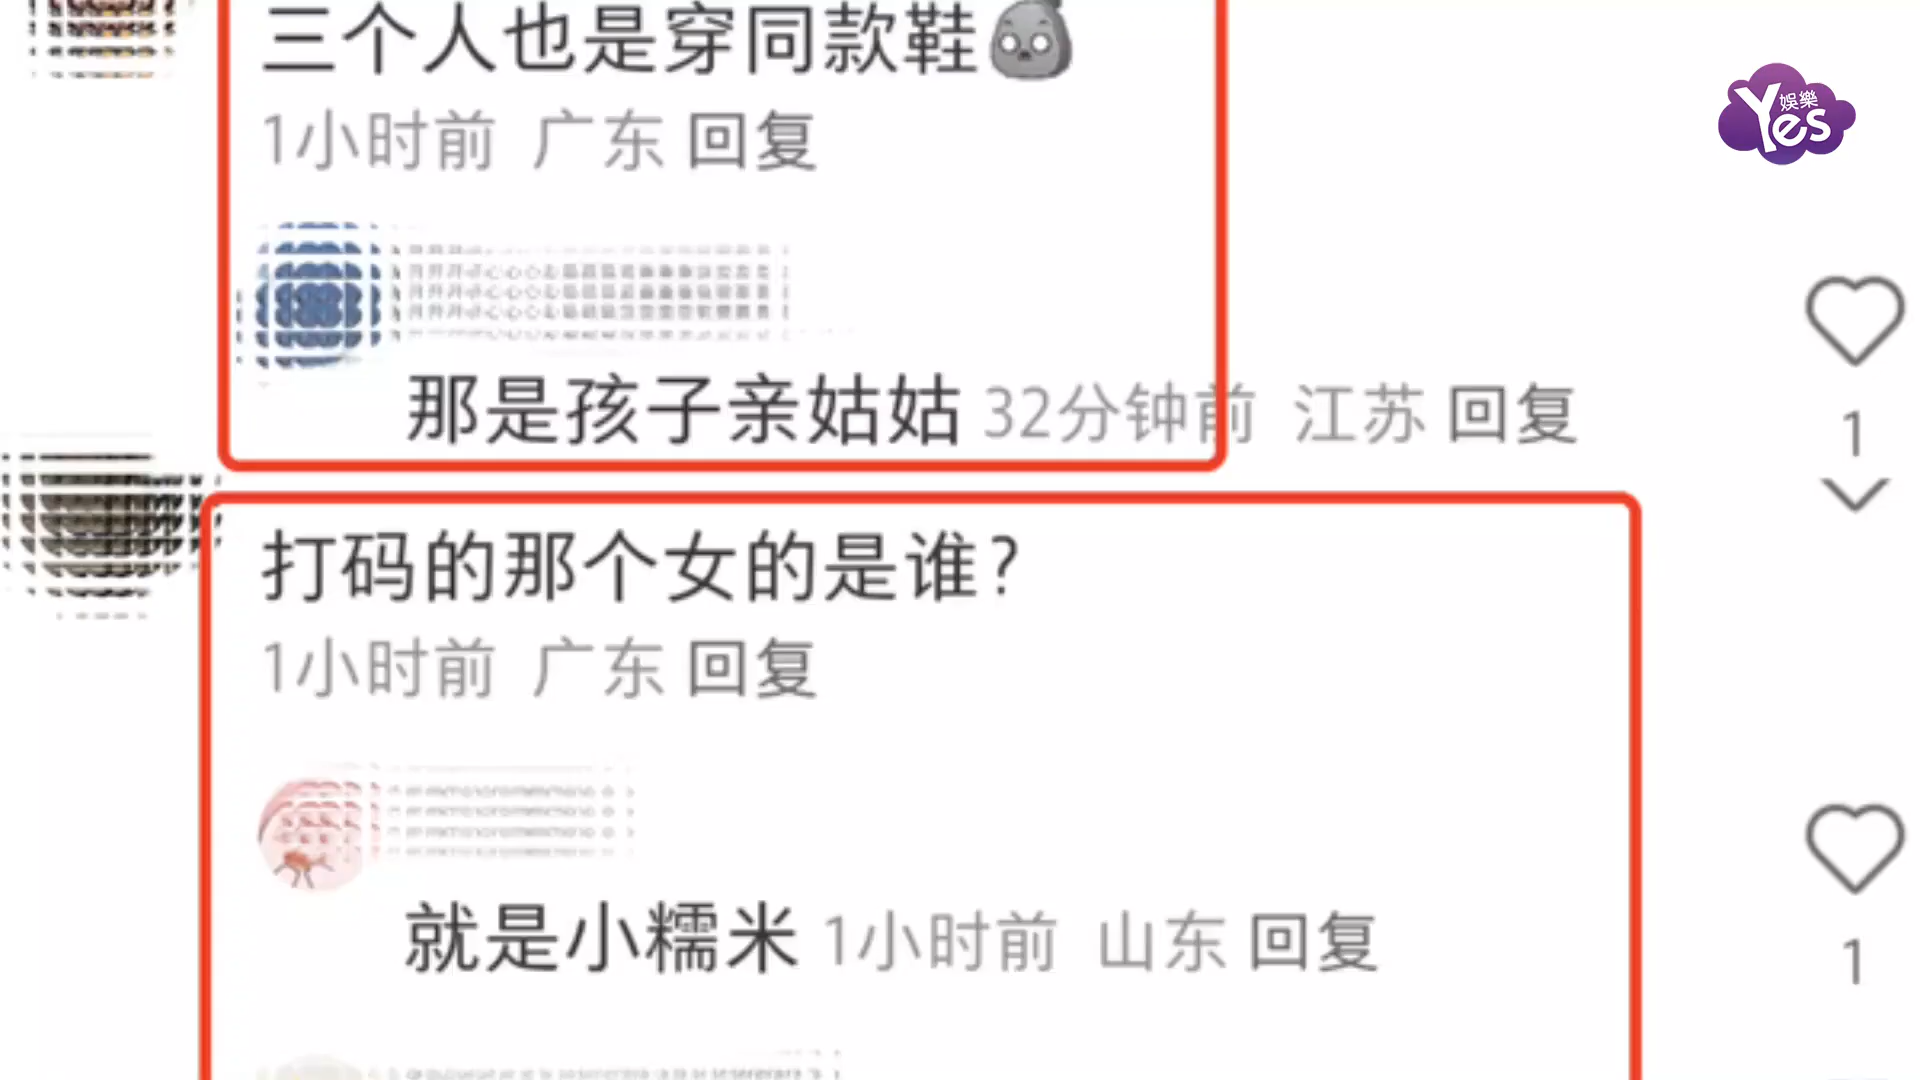 三个人也是穿同款鞋
1小时前 广东 回复
娛樂
Yes
那是孩子亲姑姑 32分钟前 江苏 回复
1
打码的那个女的是谁?
1小时前 广东 回复
就是小糯米 1小时前 山东 回复
1